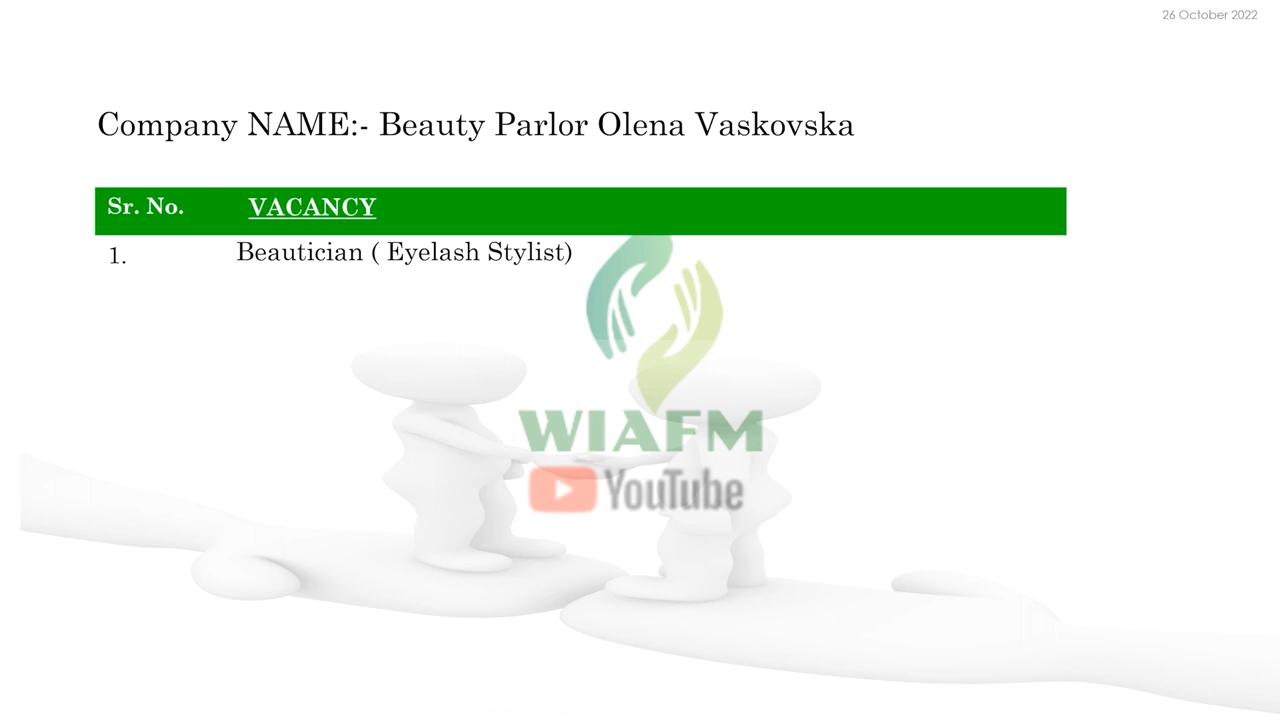 26 October 2022
Company NAME:- Beauty Parlor Olena Vaskovska
Sr. No. VACANCY
1. Beautician ( Eyelash Stylist)
WIAFM
YouTube